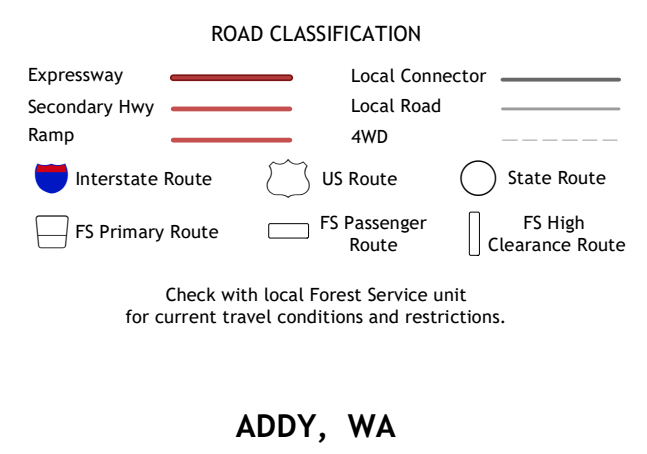 ROAD CLASSIFICATION
Expressway
Local Connector
Secondary Hwy
Local Road
Ramp
4WD
Interstate Route
US Route
State Route
FS Primary Route
FS Passenger
Route
FS High
Clearance Route
Check with local Forest Service unit
for current travel conditions and restrictions.
ADDY, WA